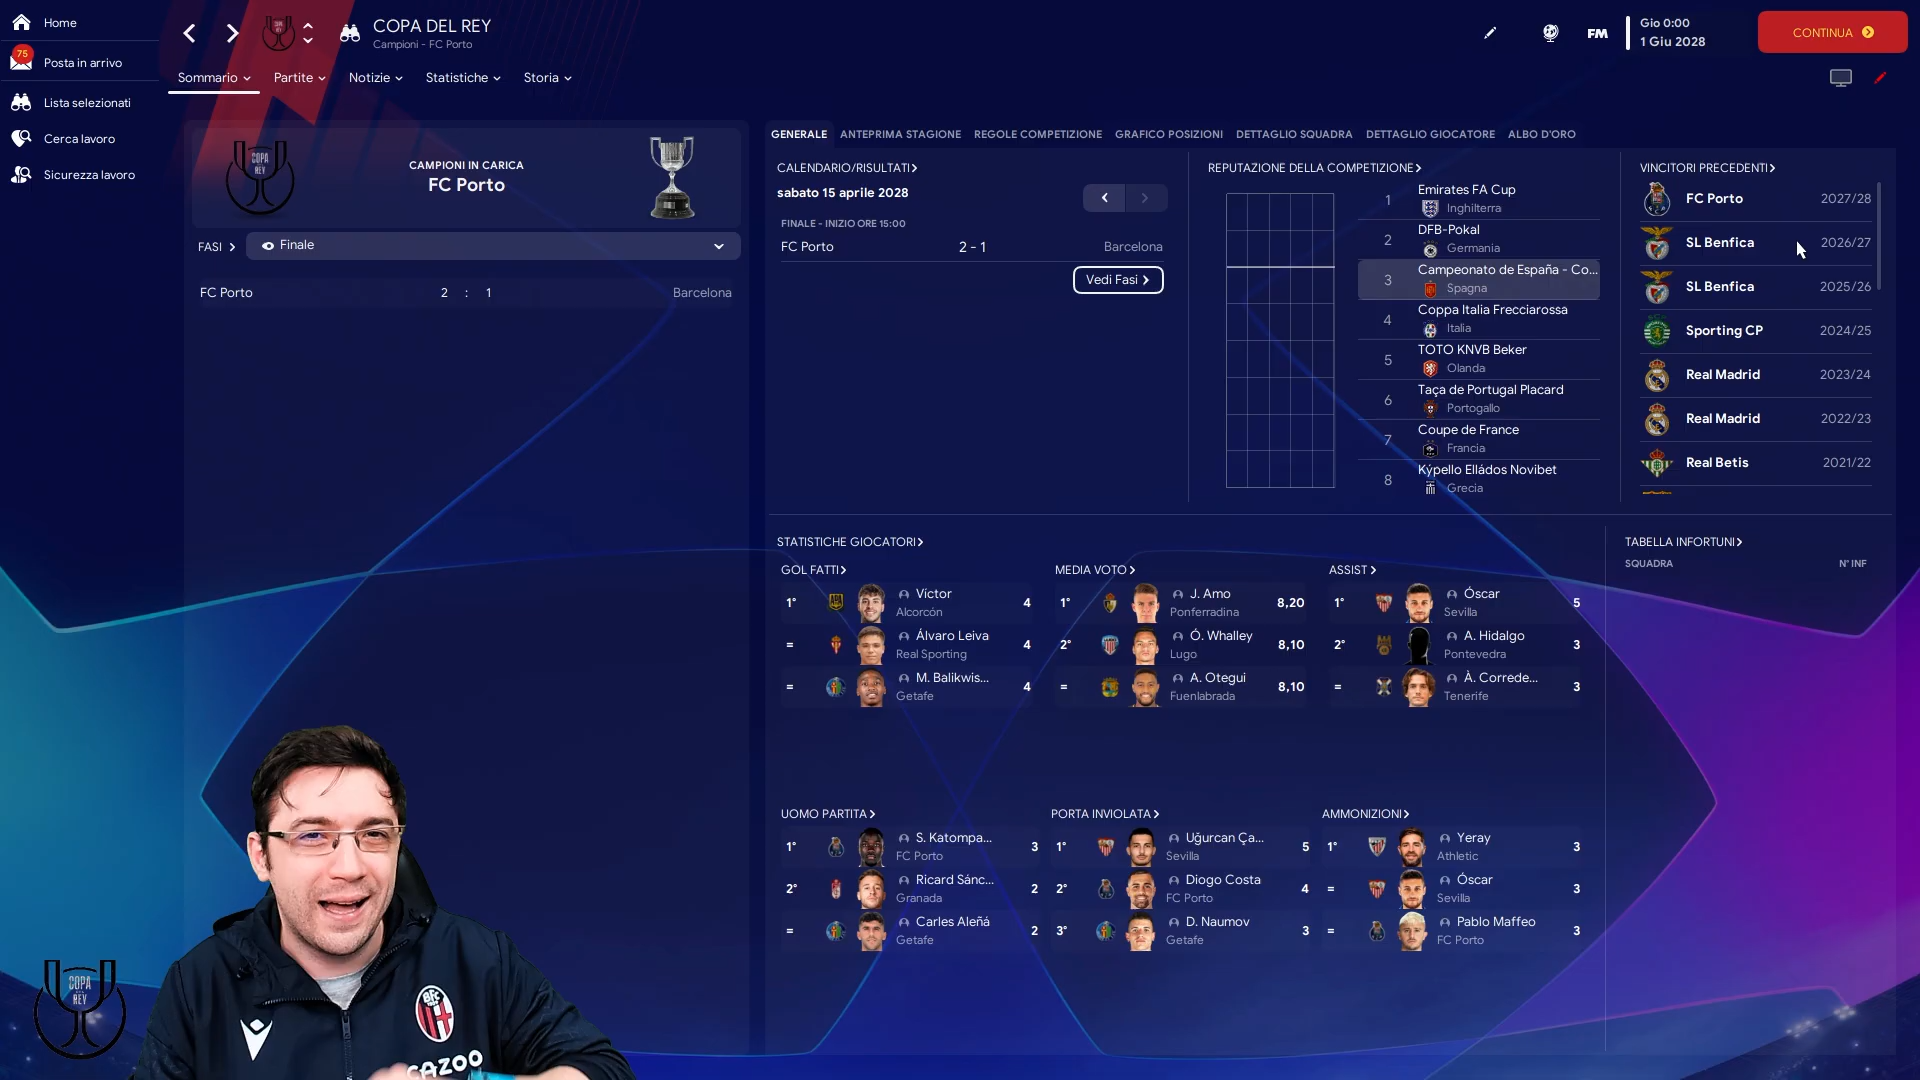 Home
75
Posta in arrivo
Lista selezionati
Cerca lavoro
Sicurezza lavoro
COPA DEL REY
Campioni - FC Porto
FM
Gio 0:00
1 Giu 2028
CONTINUA
Sommario
Partite
Notizie
Statistiche
Storia
COPA
REY
CAMPIONI IN CARICA
FC Porto
FASI
Finale
FC Porto 2 : 1 Barcelona
GENERALE
ANTEPRIMA STAGIONE
REGOLE COMPETIZIONE
GRAFICO POSIZIONI
DETTAGLIO SQUADRA
DETTAGLIO GIOCATORE
ALBO D'ORO
CALENDARIO/RISULTATI
sabato 15 aprile 2028
FINALE - INIZIO ORE 15:00
FC Porto 2 - 1 Barcelona
Vedi Fasi
REPUTAZIONE DELLA COMPETIZIONE
1 Emirates FA Cup
Inghilterra
2 DFB-Pokal
Germania
3 Campeonato de España - Co...
Spagna
4 Coppa Italia Frecciarossa
Italia
5 TOTO KNVB Beker
Olanda
6 Taça de Portugal Placard
Portogallo
7 Coupe de France
Francia
8 Kýpello Elládos Novibet
Grecia
VINCITORI PRECEDENTI
FC Porto 2027/28
SL Benfica 2026/27
SL Benfica 2025/26
Sporting CP 2024/25
Real Madrid 2023/24
Real Madrid 2022/23
Real Betis 2021/22
STATISTICHE GIOCATORI
GOL FATTI
1° Víctor 4
Alcorcón
= Álvaro Leiva 4
Real Sporting
= M. Balikwis... 4
Getafe
MEDIA VOTO
1° J. Amo 8,20
Ponferradina
2° Ó. Whalley 8,10
Lugo
= A. Otegui 8,10
Fuenlabrada
ASSIST
1° Óscar 5
Sevilla
2° A. Hidalgo 3
Pontevedra
= À. Correde... 3
Tenerife
TABELLA INFORTUNI
SQUADRA N° INF
UOMO PARTITA
1° S. Katompa... 3
FC Porto
2° Ricard Sánc... 2
Granada
= Carles Aleñá 2
Getafe
PORTA INVIOLATA
1° Uğurcan Ça... 5
Sevilla
2° Diogo Costa 4
FC Porto
3° D. Naumov 3
Getafe
AMMONIZIONI
1° Yeray 3
Athletic
= Óscar 3
Sevilla
= Pablo Maffeo 3
FC Porto
COPA
REY
BFC
CAZOO